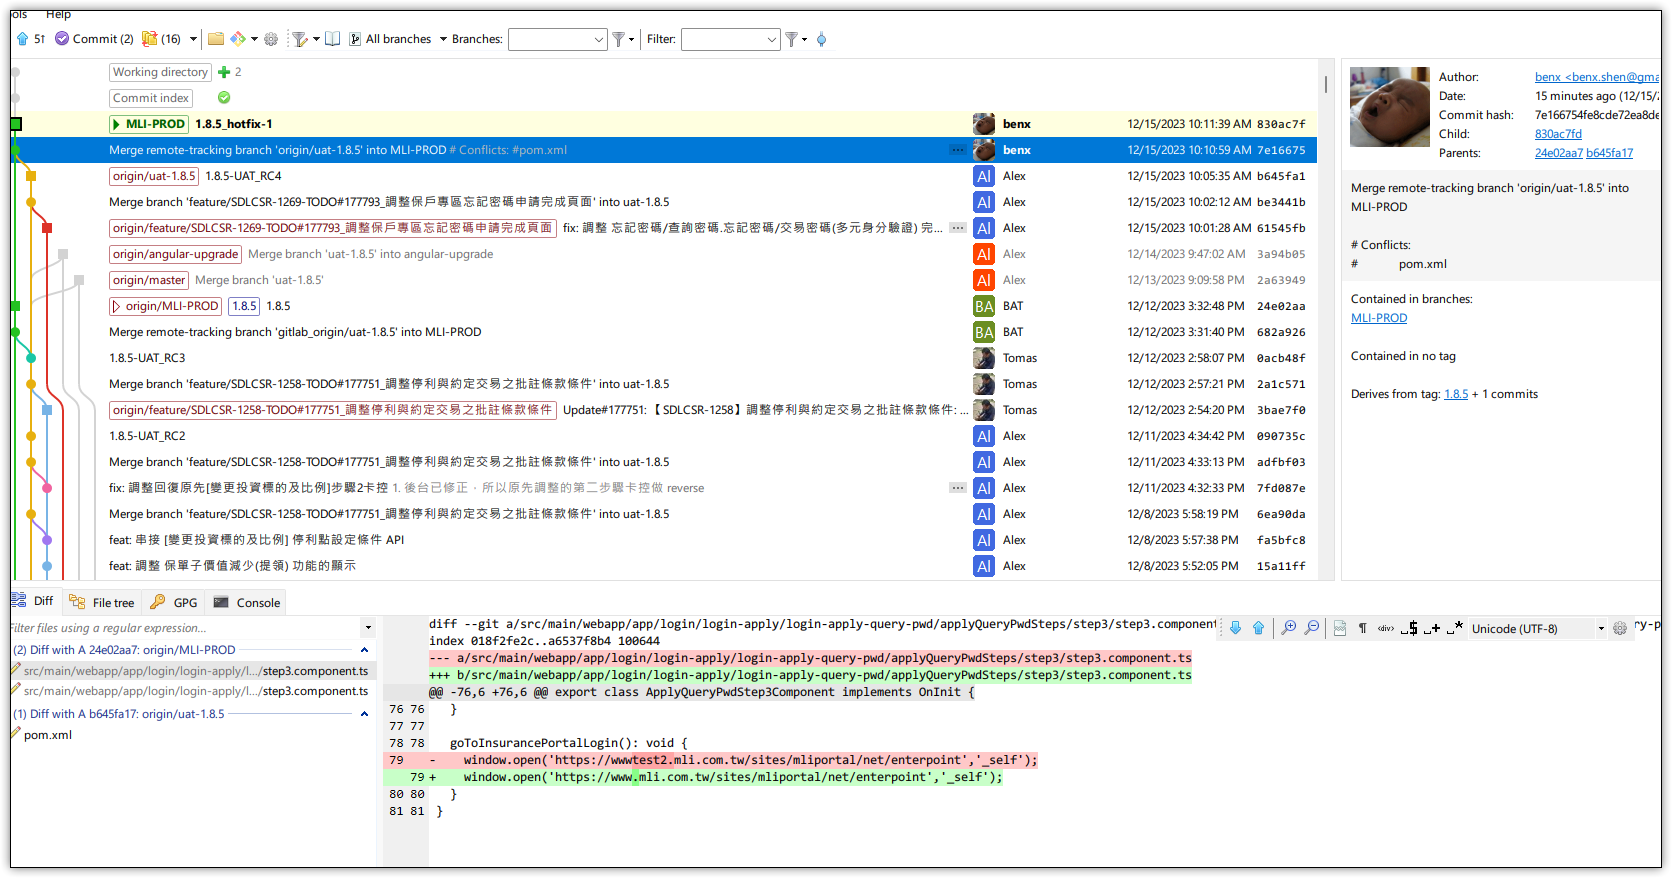 ools Help
5↑ Commit (2) (16) All branches Branches: Filter:
Working directory 2
Commit index
MLI-PROD 1.8.5_hotfix-1 benx 12/15/2023 10:11:39 AM 830ac7f
Merge remote-tracking branch 'origin/uat-1.8.5' into MLI-PROD # Conflicts: #pom.xml ... benx 12/15/2023 10:10:59 AM 7e16675
origin/uat-1.8.5 1.8.5-UAT_RC4 Al Alex 12/15/2023 10:05:35 AM b645fa1
Merge branch 'feature/SDLCSR-1269-TODO#177793_調整保戶專區忘記密碼申請完成頁面' into uat-1.8.5 Al Alex 12/15/2023 10:02:12 AM be3441b
origin/feature/SDLCSR-1269-TODO#177793_調整保戶專區忘記密碼申請完成頁面 fix: 調整 忘記密碼/查詢密碼.忘記密碼/交易密碼(多元身分驗證) 完... ... Al Alex 12/15/2023 10:01:28 AM 61545fb
origin/angular-upgrade Merge branch 'uat-1.8.5' into angular-upgrade Al Alex 12/14/2023 9:47:02 AM 3a94b05
origin/master Merge branch 'uat-1.8.5' Al Alex 12/13/2023 9:09:58 PM 2a63949
origin/MLI-PROD 1.8.5 1.8.5 BA BAT 12/12/2023 3:32:48 PM 24e02aa
Merge remote-tracking branch 'gitlab_origin/uat-1.8.5' into MLI-PROD BA BAT 12/12/2023 3:31:40 PM 682a926
1.8.5-UAT_RC3 Tomas 12/12/2023 2:58:07 PM 0acb48f
Merge branch 'feature/SDLCSR-1258-TODO#177751_調整停利與約定交易之批註條款條件' into uat-1.8.5 Tomas 12/12/2023 2:57:21 PM 2a1c571
origin/feature/SDLCSR-1258-TODO#177751_調整停利與約定交易之批註條款條件 Update#177751: 【SDLCSR-1258】調整停利與約定交易之批註條款條件: ... Tomas 12/12/2023 2:54:20 PM 3bae7f0
1.8.5-UAT_RC2 Al Alex 12/11/2023 4:34:42 PM 090735c
Merge branch 'feature/SDLCSR-1258-TODO#177751_調整停利與約定交易之批註條款條件' into uat-1.8.5 Al Alex 12/11/2023 4:33:13 PM adfbf03
fix: 調整回復原先[變更投資標的及比例]步驟2卡控 1. 後台已修正，所以原先調整的第二步驟卡控做 reverse ... Al Alex 12/11/2023 4:32:33 PM 7fd087e
Merge branch 'feature/SDLCSR-1258-TODO#177751_調整停利與約定交易之批註條款條件' into uat-1.8.5 Al Alex 12/8/2023 5:58:19 PM 6ea90da
feat: 串接 [變更投資標的及比例] 停利點設定條件 API Al Alex 12/8/2023 5:57:38 PM fa5bfc8
feat: 調整 保單子價值減少(提領) 功能的顯示 Al Alex 12/8/2023 5:52:05 PM 15a11ff
Author: benx <benx.shen@gma
Date: 15 minutes ago (12/15/2
Commit hash: 7e166754fe8cde72ea8de
Child: 830ac7fd
Parents: 24e02aa7 b645fa17
Merge remote-tracking branch 'origin/uat-1.8.5' into
MLI-PROD
# Conflicts:
# pom.xml
Contained in branches:
MLI-PROD
Contained in no tag
Derives from tag: 1.8.5 + 1 commits
Diff File tree GPG Console
Filter files using a regular expression...
(2) Diff with A 24e02aa7: origin/MLI-PROD
src/main/webapp/app/login/login-apply/l.../step3.component.ts
src/main/webapp/app/login/login-apply/l.../step3.component.ts
(1) Diff with A b645fa17: origin/uat-1.8.5
pom.xml
diff --git a/src/main/webapp/app/login/login-apply/login-apply-query-pwd/applyQueryPwdSteps/step3/step3.component ¶ <div> .$ .+ .* Unicode (UTF-8) ry-p
index 018f2fe2c..a6537f8b4 100644
--- a/src/main/webapp/app/login/login-apply/login-apply-query-pwd/applyQueryPwdSteps/step3/step3.component.ts
+++ b/src/main/webapp/app/login/login-apply/login-apply-query-pwd/applyQueryPwdSteps/step3/step3.component.ts
@@ -76,6 +76,6 @@ export class ApplyQueryPwdStep3Component implements OnInit {
76 76 }
77 77
78 78 goToInsurancePortalLogin(): void {
79 - window.open('https://wwwtest2.mli.com.tw/sites/mliportal/net/enterpoint','_self');
79 + window.open('https://www.mli.com.tw/sites/mliportal/net/enterpoint','_self');
80 80 }
81 81 }